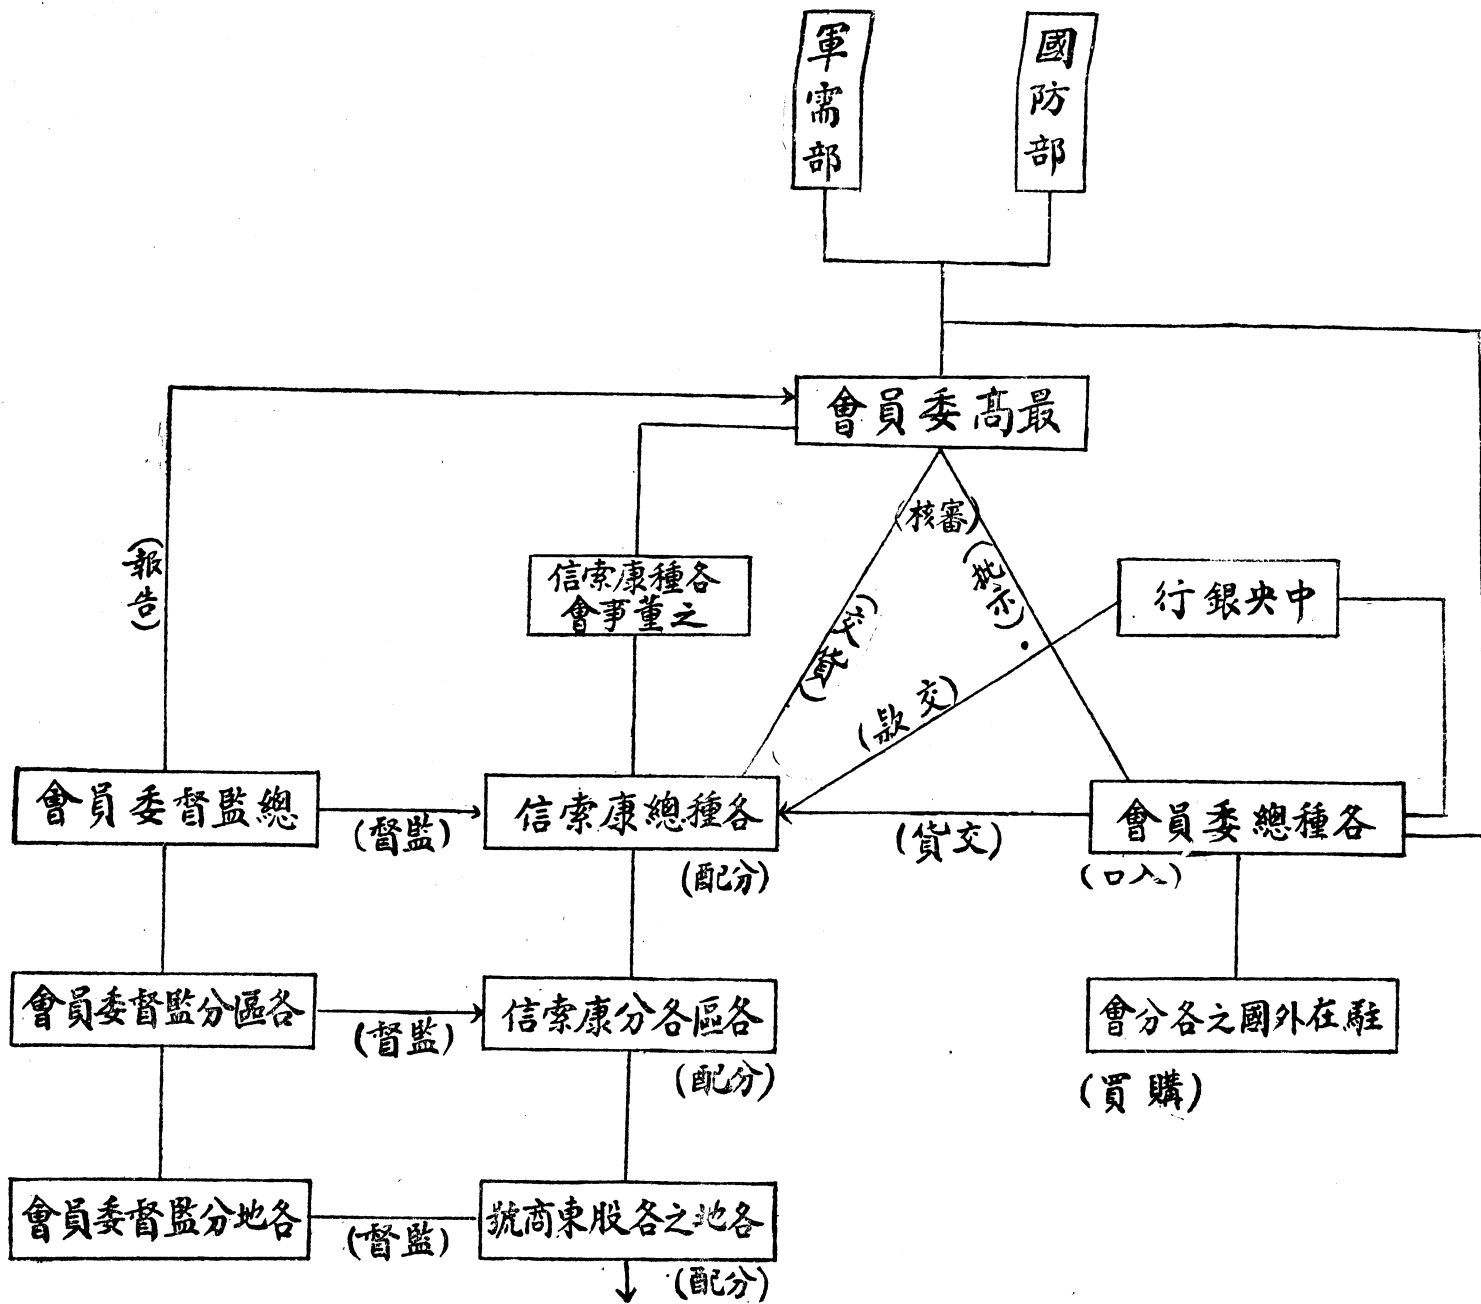 國防部
軍需部
最高委員會
(審核)
(批示)
(交貨)
(報告)
各種康索信
之董事會
中央銀行
(交款)
總監督委員會
(監督)
各種總康索信
(分配)
(交貨)
各種總委員會
(入口)
各區分監督委員會
(監督)
各區各分康索信
(分配)
駐在外國之各分會
(購買)
各地分監督委員會
(監督)
各地之各股東商號
(分配)